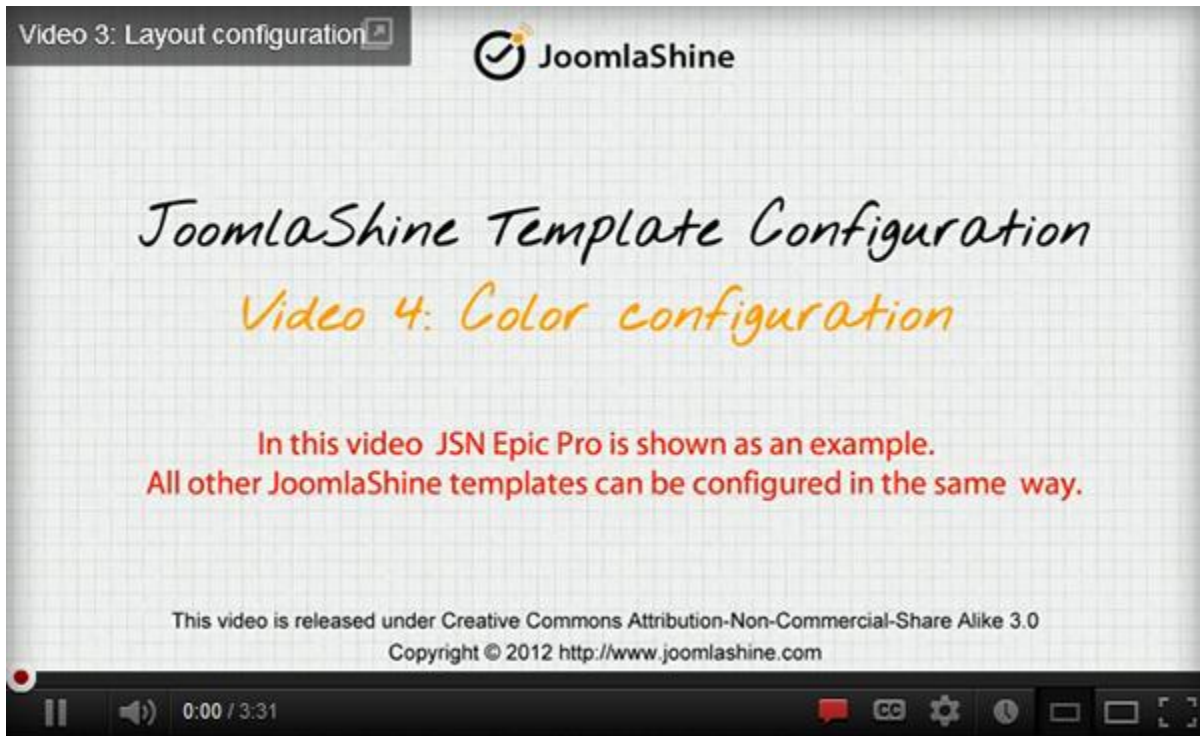 Video 3: Layout configuration
JoomlaShine
JoomlaShine Template Configuration
Video 4: Color configuration
In this video JSN Epic Pro is shown as an example.
All other JoomlaShine templates can be configured in the same way.
This video is released under Creative Commons Attribution-Non-Commercial-Share Alike 3.0
Copyright © 2012 http://www.joomlashine.com
0:00 / 3:31
CC